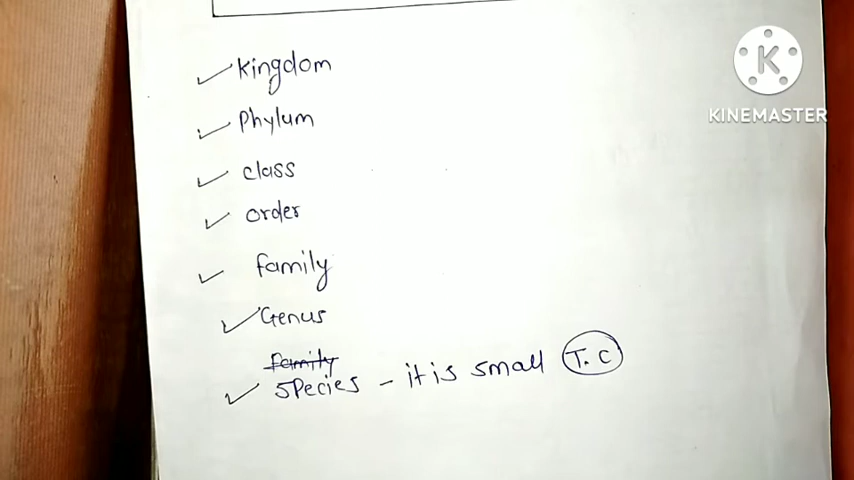 Kingdom
Phylum
class
order
family
Genus
family
species - it is small T.C
K
KINEMASTER